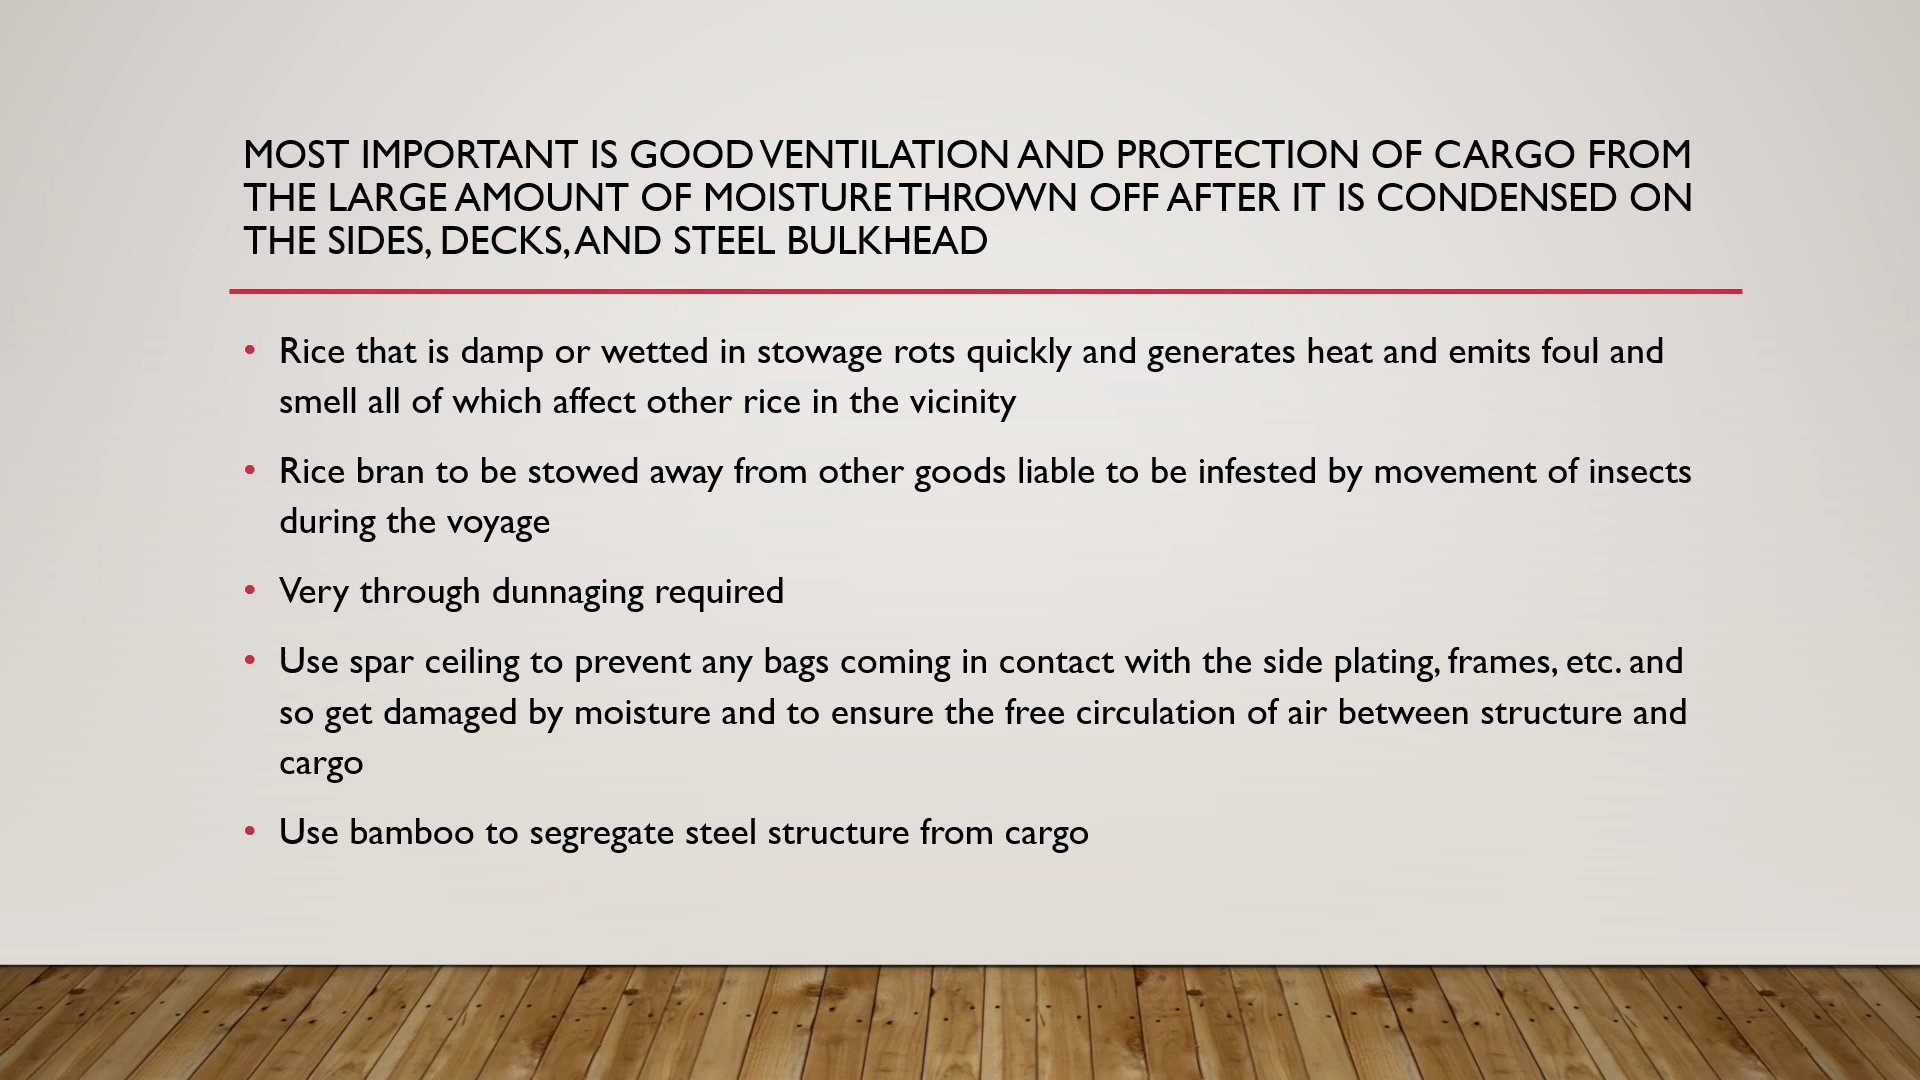 MOST IMPORTANT IS GOOD VENTILATION AND PROTECTION OF CARGO FROM
THE LARGE AMOUNT OF MOISTURE THROWN OFF AFTER IT IS CONDENSED ON
THE SIDES, DECKS, AND STEEL BULKHEAD
• Rice that is damp or wetted in stowage rots quickly and generates heat and emits foul and
smell all of which affect other rice in the vicinity
• Rice bran to be stowed away from other goods liable to be infested by movement of insects
during the voyage
• Very through dunnaging required
• Use spar ceiling to prevent any bags coming in contact with the side plating, frames, etc. and
so get damaged by moisture and to ensure the free circulation of air between structure and
cargo
• Use bamboo to segregate steel structure from cargo